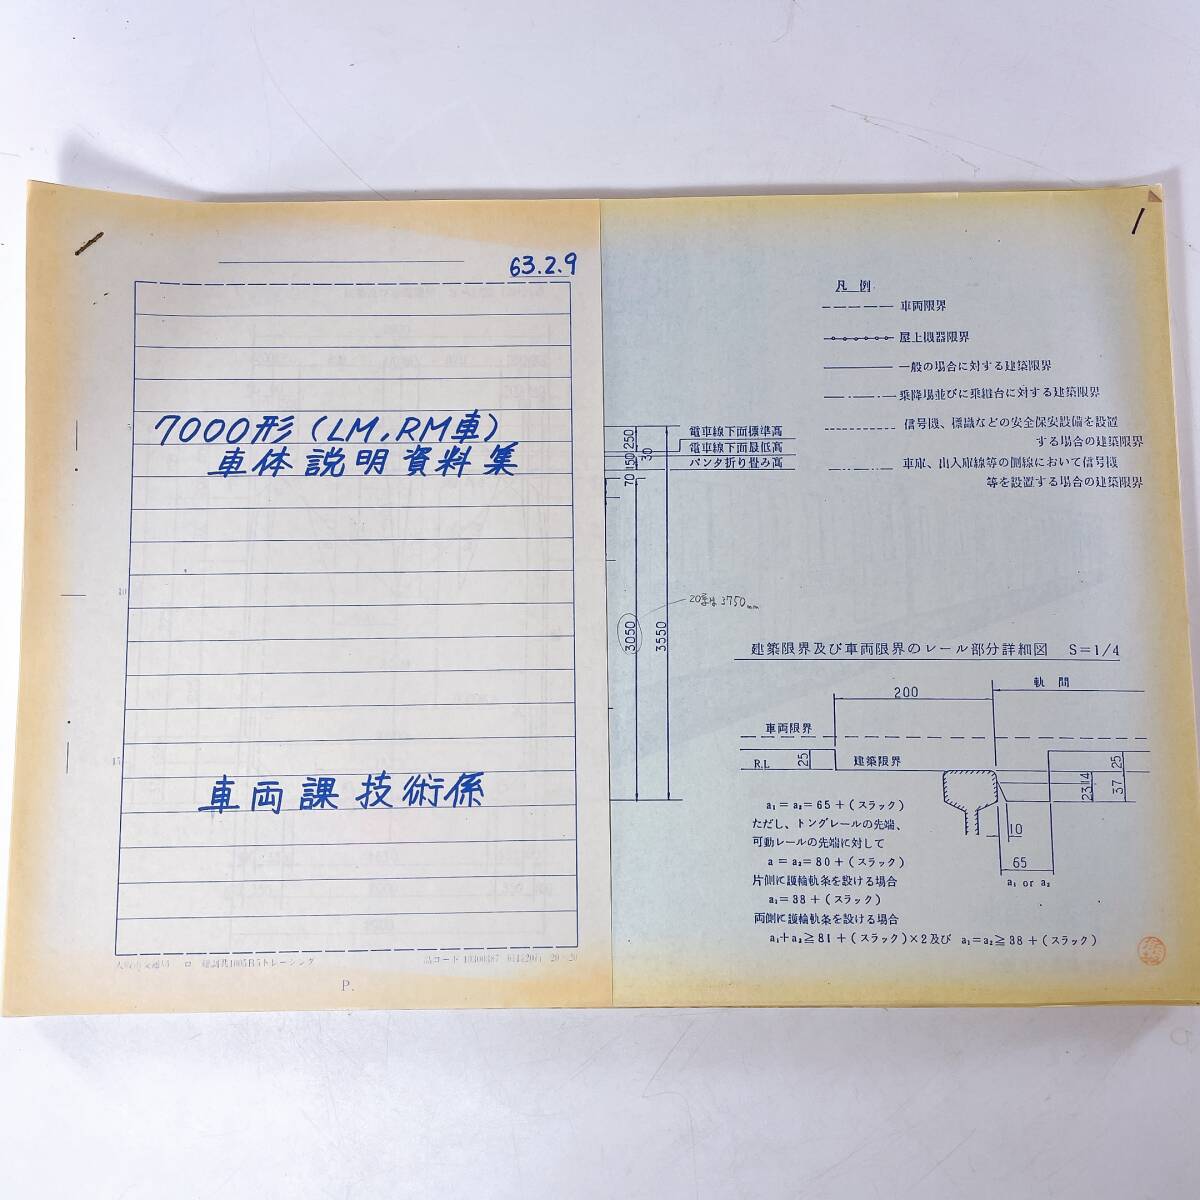 63.2.9
7000形(LM,RM車)
車体説明資料集
車両課技術係
P.
1
凡例
車両限界
屋上機器限界
一般の場合に対する建築限界
乗降場並びに乗継台に対する建築限界
信号機、標識などの安全保安設備を設置
する場合の建築限界
車庫、出入庫線等の側線において信号機
等を設置する場合の建築限界
電車線下面標準高
電車線下面最低高
パンタ折り畳み高
250
150
30
70
3050
3550
3750mm
建築限界及び車両限界のレール部分詳細図 S=1/4
軌間
200
車両限界
R.L
25
建築限界
23
14
37
25
10
65
a₁ or a₂
a₁=a₂=65+(スラック)
ただし、トングレールの先端、
可動レールの先端に対して
a=a₂=80+(スラック)
片側に護輪軌条を設ける場合
a₁=38+(スラック)
両側に護輪軌条を設ける場合
a₁+a₂≧81+(スラック)×2及び a₁=a₂≧38+(スラック)